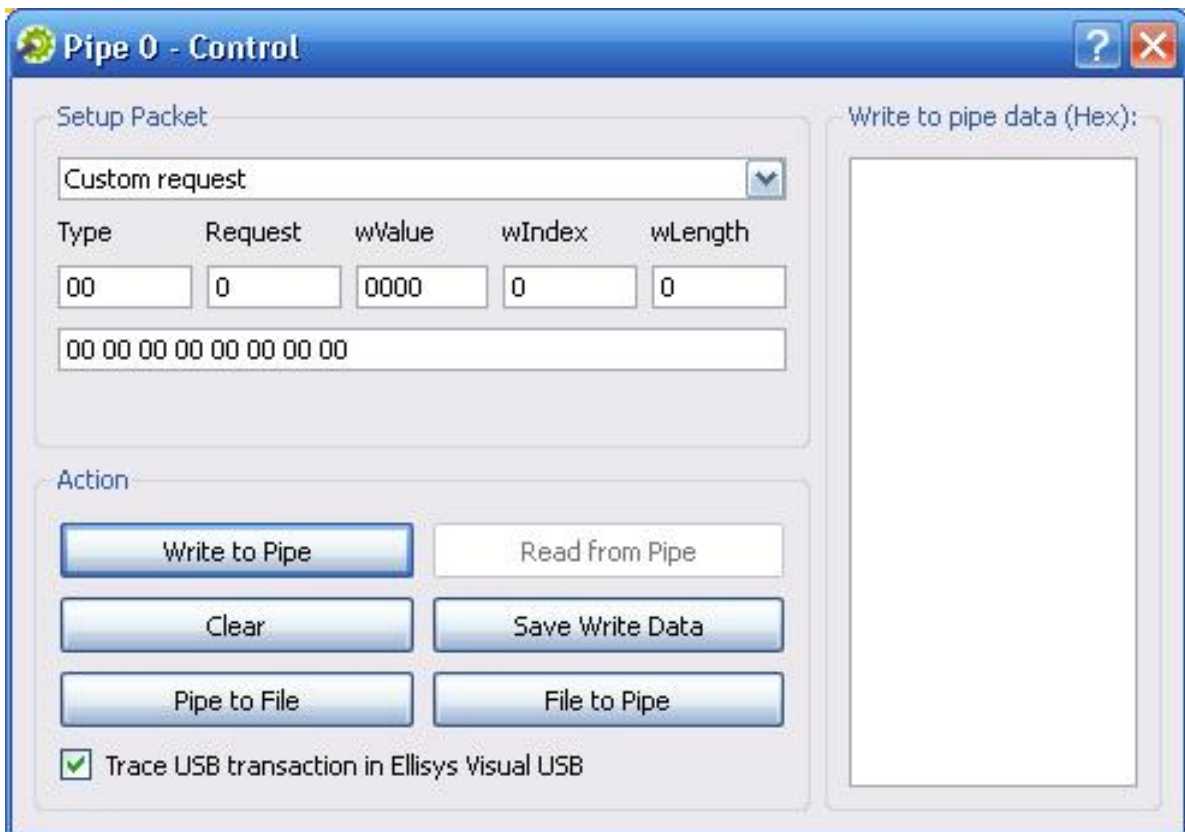 Pipe 0 - Control
Setup Packet
Write to pipe data (Hex):
Custom request
Type Request wValue wIndex wLength
00 0 0000 0 0
00 00 00 00 00 00 00 00
Action
Write to Pipe Read from Pipe
Clear Save Write Data
Pipe to File File to Pipe
Trace USB transaction in Ellisys Visual USB